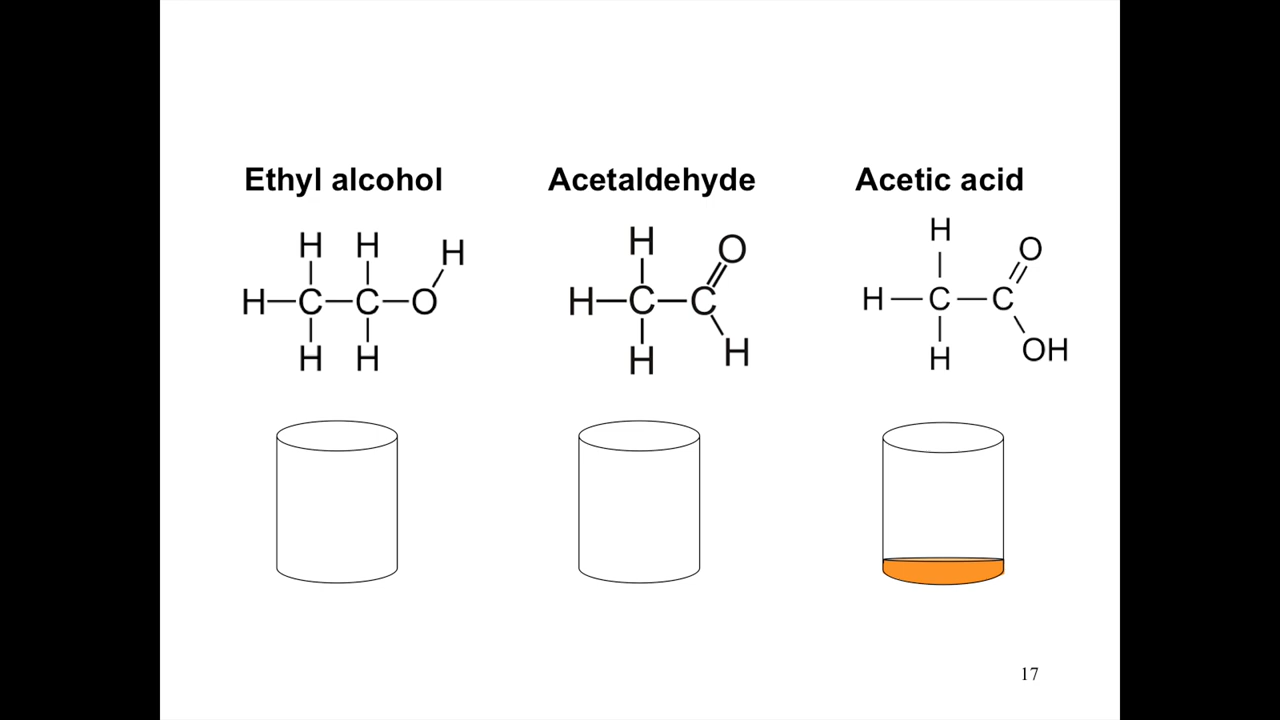 Ethyl alcohol
Acetaldehyde
Acetic acid
H H H
H C C O
H H
H O
H C C
H H
H O
H C C
H OH
17